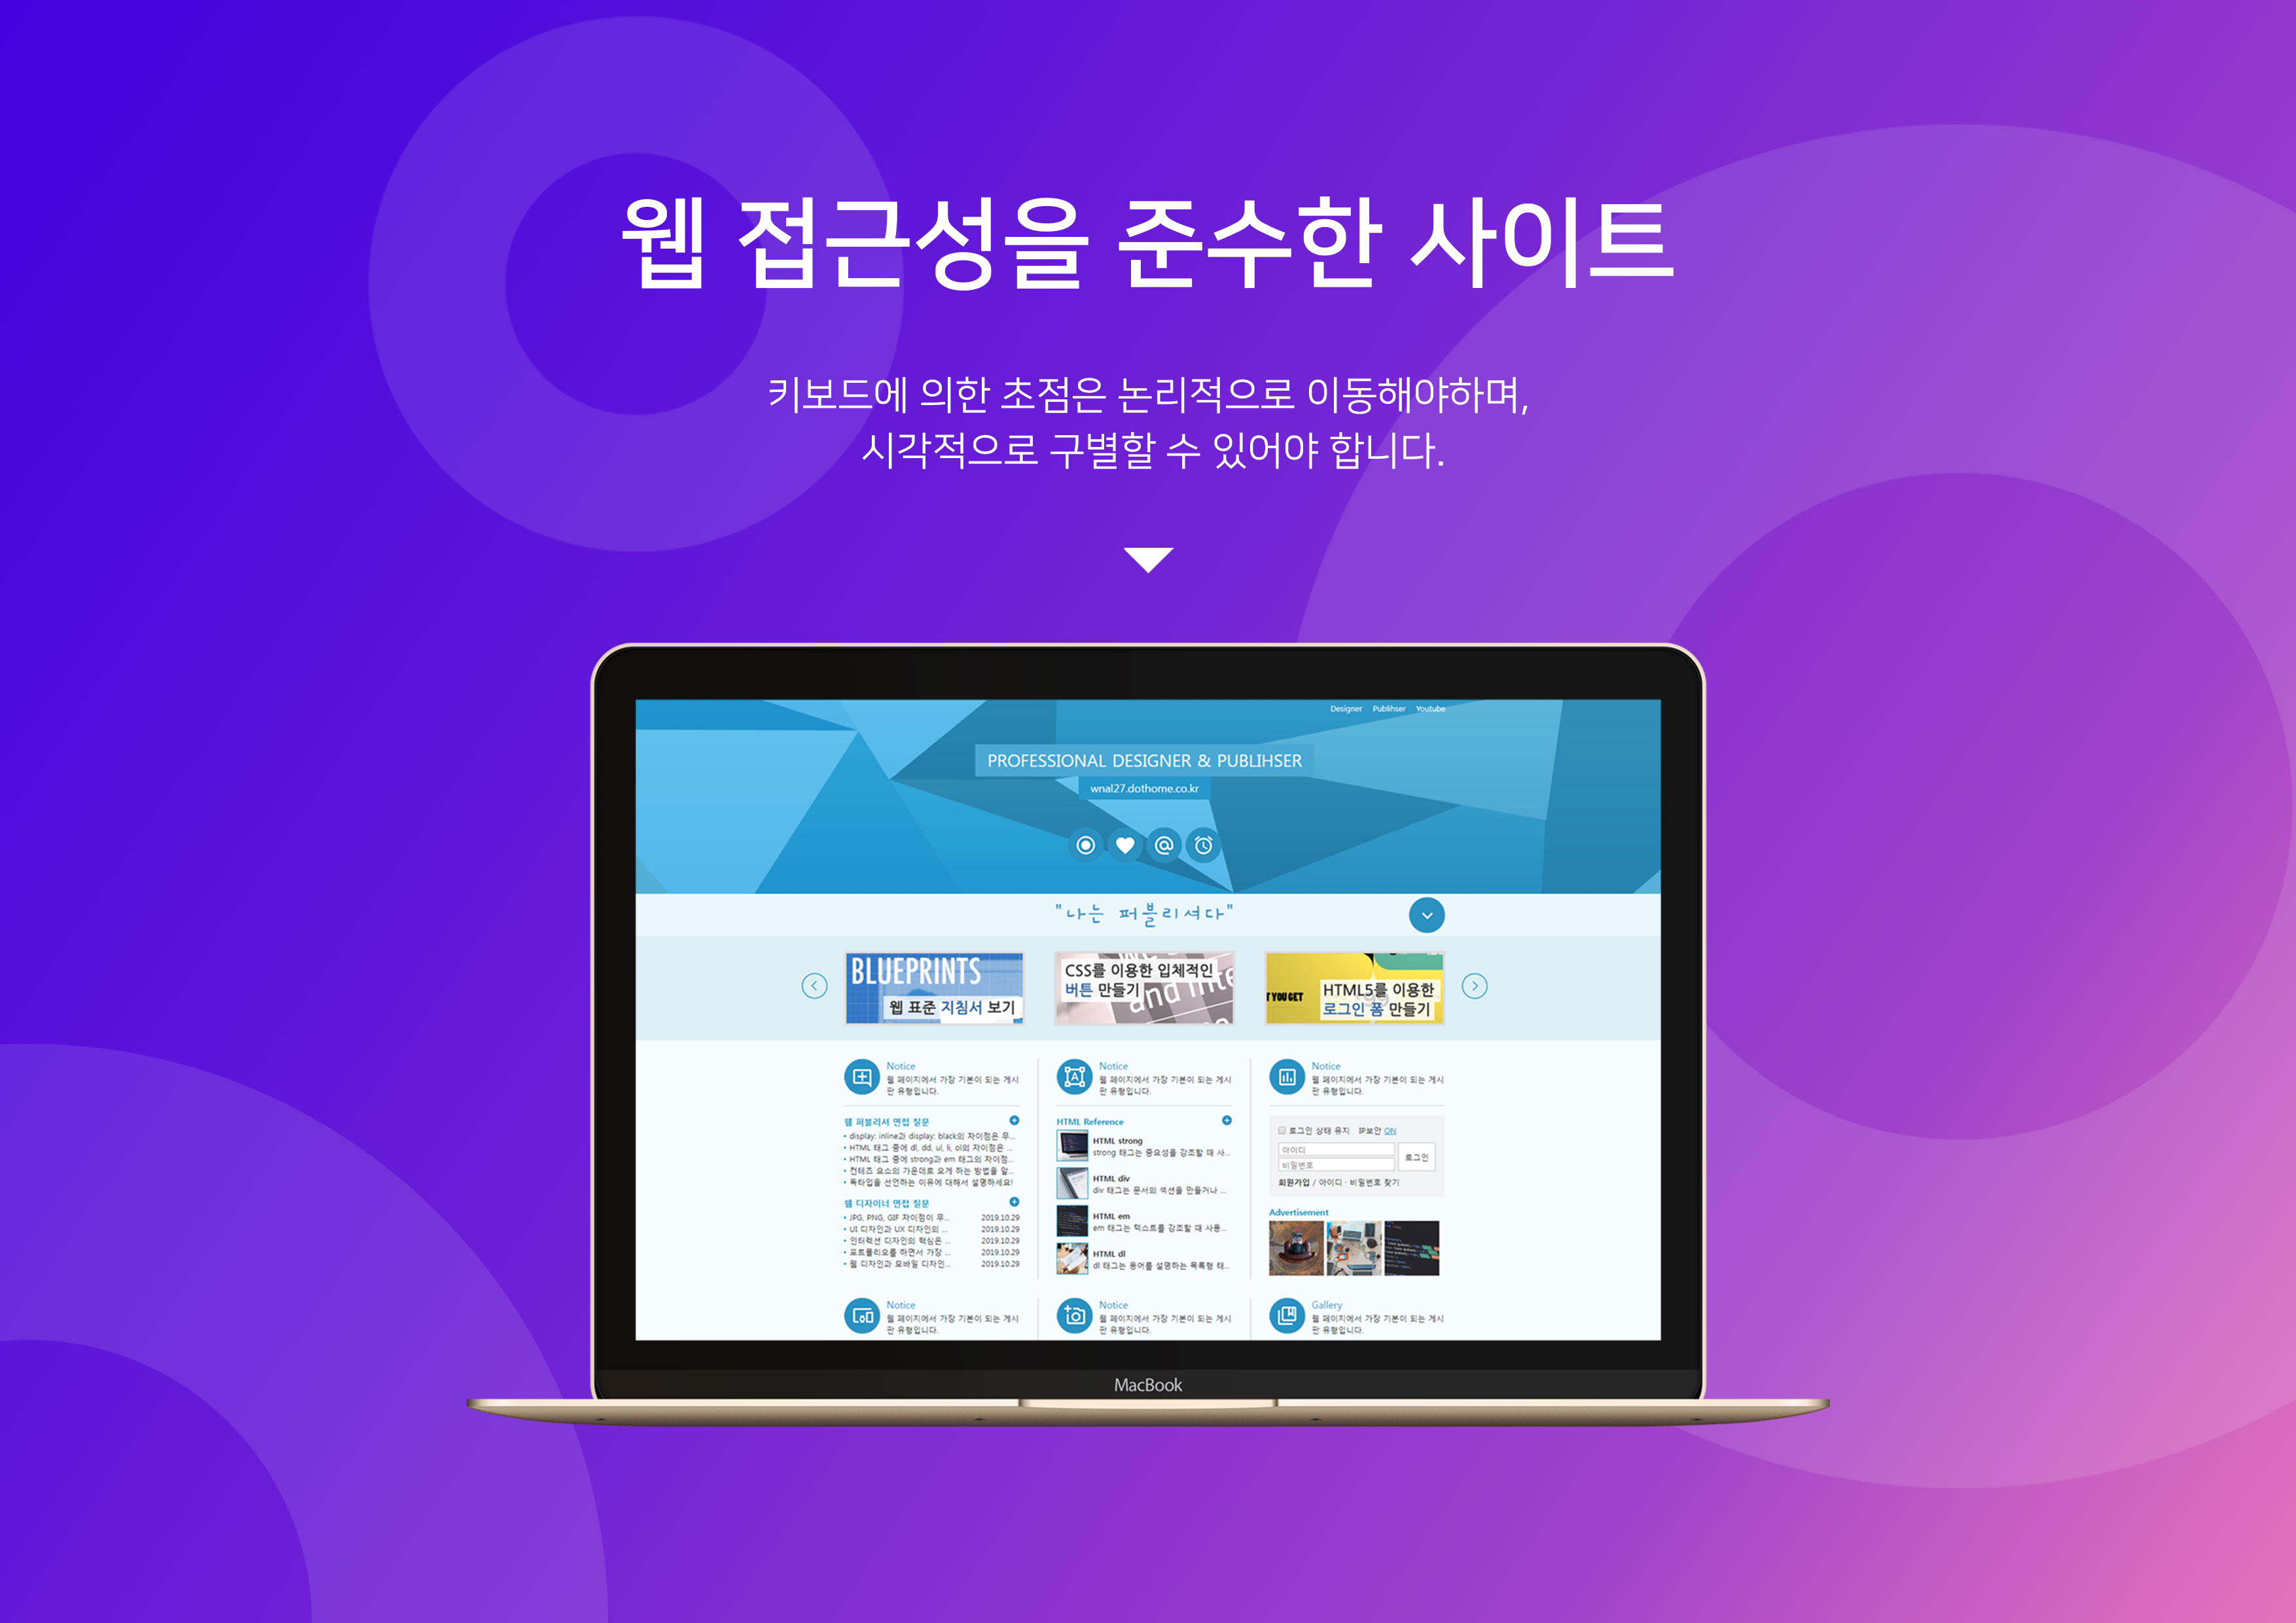 웹 접근성을 준수한 사이트
키보드에 의한 초점은 논리적으로 이동해야하며,
시각적으로 구별할 수 있어야 합니다.
Designer Publihser Youtube
PROFESSIONAL DESIGNER & PUBLIHSER
wnal27.dothome.co.kr
"나는 퍼블리셔다"
BLUEPRINTS
웹 표준 지침서 보기
CSS를 이용한 입체적인
버튼 만들기
and inte
T YOU GET
HTML5를 이용한
로그인 폼 만들기
Notice
웹 페이지에서 가장 기본이 되는 게시
판 유형입니다.
웹 퍼블리셔 면접 질문
display: inline과 display: black의 차이점은 무...
HTML 태그 중에 dl, dd, ul, li, ol의 차이점은 ...
HTML 태그 중에 strong과 em 태그의 차이점...
컨텐츠 요소의 가운데로 오게 하는 방법을 알...
독타입을 선언하는 이유에 대해서 설명하세요!
웹 디자이너 면접 질문
JPG, PNG, GIF 차이점이 무... 2019.10.29
UI 디자인과 UX 디자인의 ... 2019.10.29
인터랙션 디자인의 핵심은 ... 2019.10.29
포트폴리오를 하면서 가장 ... 2019.10.29
웹 디자인과 모바일 디자인... 2019.10.29
Notice
웹 페이지에서 가장 기본이 되는 게시
판 유형입니다.
HTML Reference
HTML strong
strong 태그는 중요성을 강조할 때 사...
HTML div
div 태그는 문서의 섹션을 만들거나 ...
HTML em
em 태그는 텍스트를 강조할 때 사용...
HTML dl
dl 태그는 용어를 설명하는 목록형 태...
Notice
웹 페이지에서 가장 기본이 되는 게시
판 유형입니다.
로그인 상태 유지 IP보안 ON
아이디
비밀번호
로그인
회원가입 / 아이디 · 비밀번호 찾기
Advertisement
Notice
웹 페이지에서 가장 기본이 되는 게시
판 유형입니다.
Notice
웹 페이지에서 가장 기본이 되는 게시
판 유형입니다.
Gallery
웹 페이지에서 가장 기본이 되는 게시
판 유형입니다.
MacBook